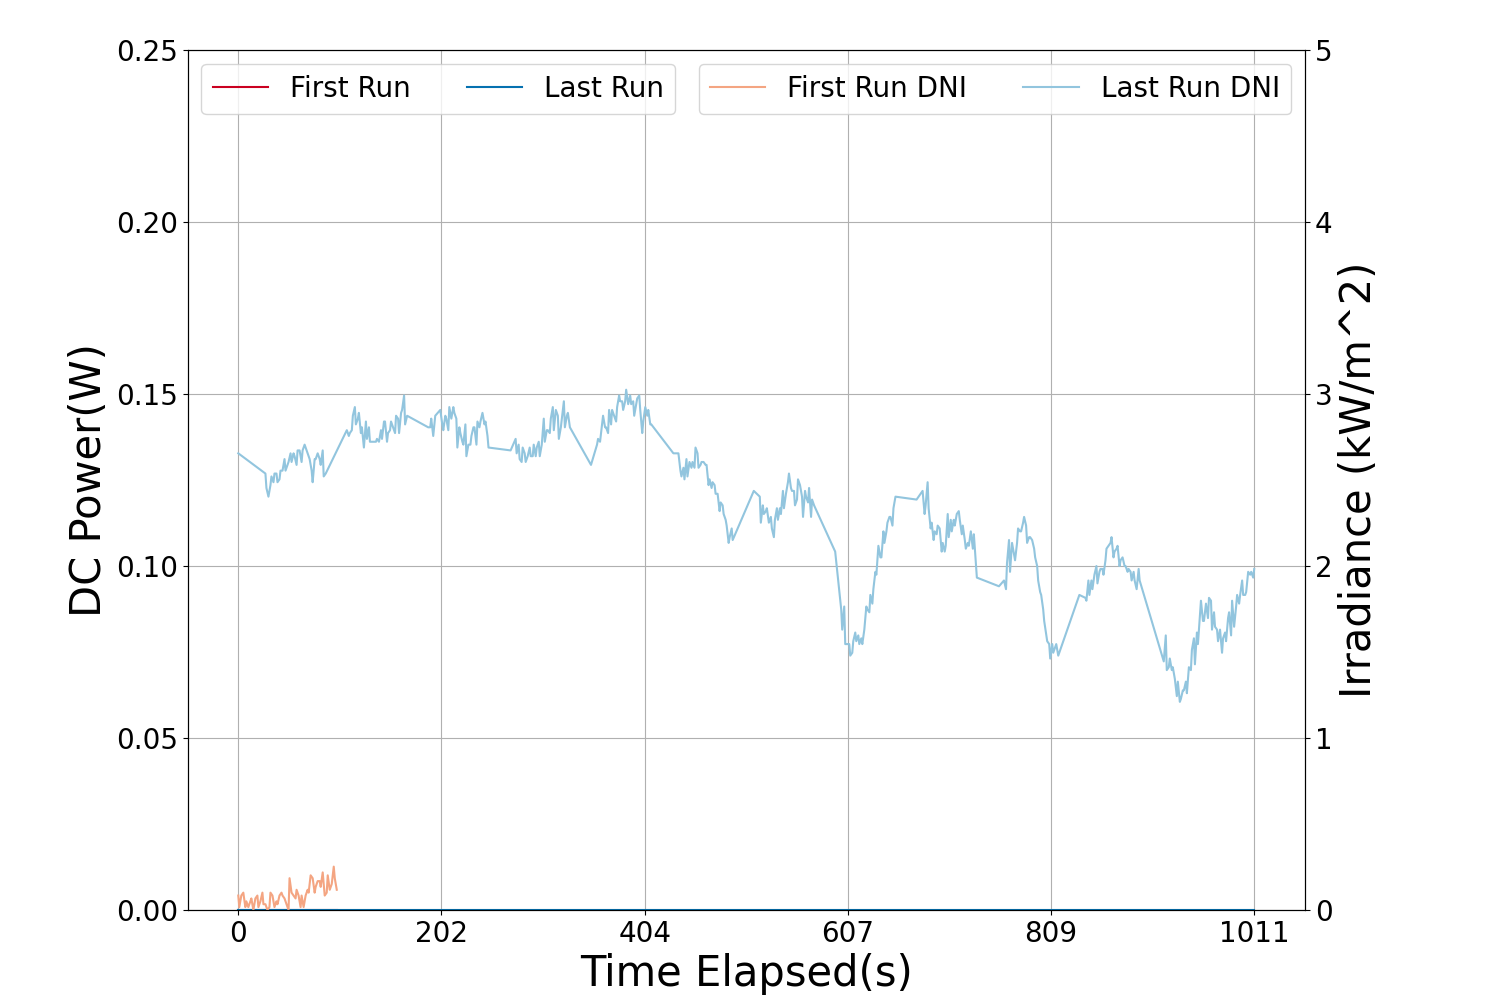 First Run
Last Run
First Run DNI
Last Run DNI
DC Power(W)
0.25
0.20
0.15
0.10
0.05
0.00
5
4
3
2
1
0
Irradiance (kW/m^2)
0 202 404 607 809 1011
Time Elapsed(s)